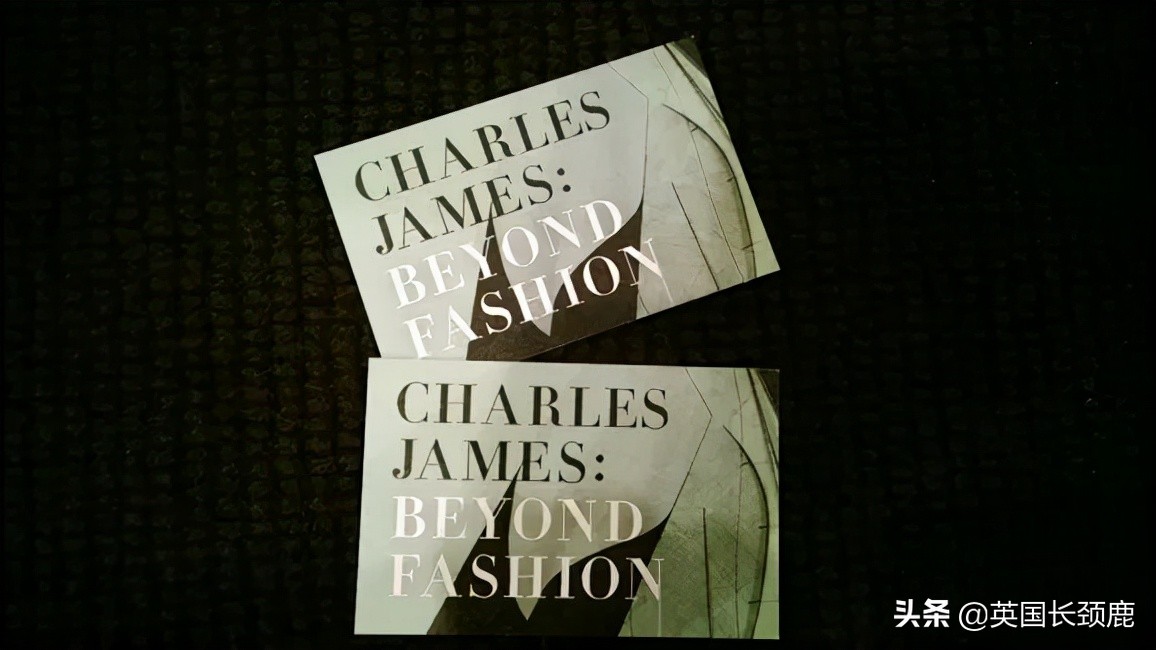 CHARLES
JAMES:
BEYOND
FASHION
CHARLES
JAMES:
BEYOND
FASHION
头条 @英国长颈鹿